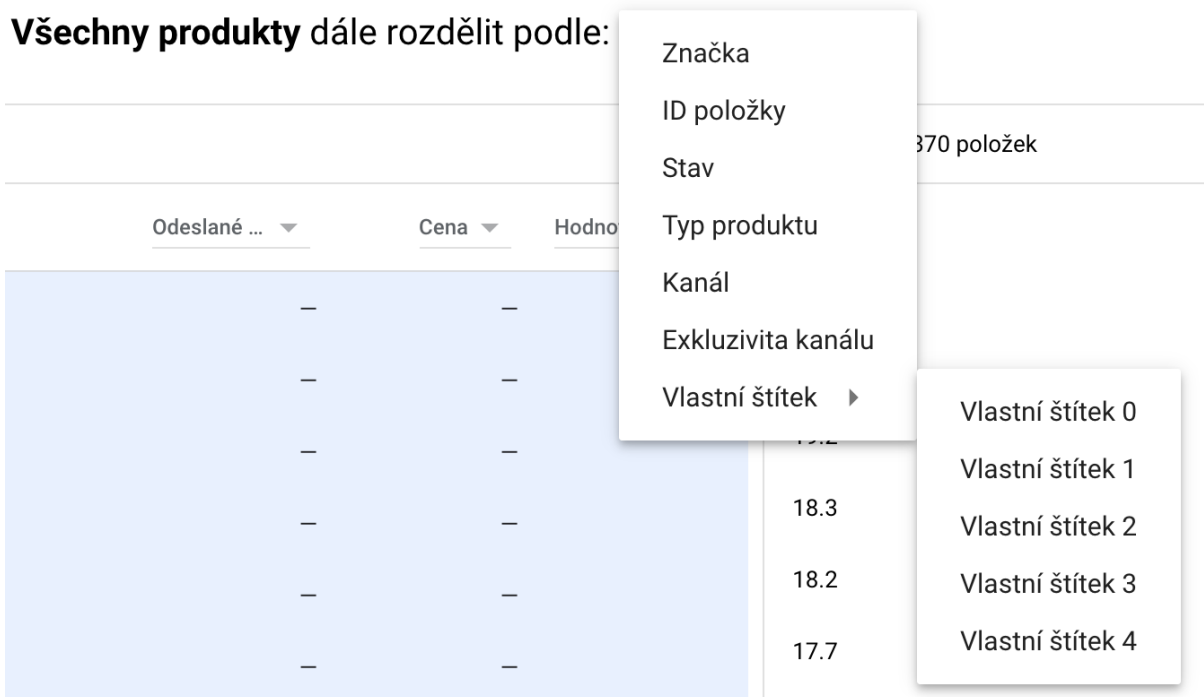 Všechny produkty dále rozdělit podle:
Značka
ID položky
Stav
Typ produktu
Kanál
Exkluzivita kanálu
Vlastní štítek
Vlastní štítek 0
Vlastní štítek 1
Vlastní štítek 2
Vlastní štítek 3
Vlastní štítek 4
370 položek
Odeslané ...
Cena
— —
— —
— —
— —
— —
— —
19.2
18.3
18.2
17.7